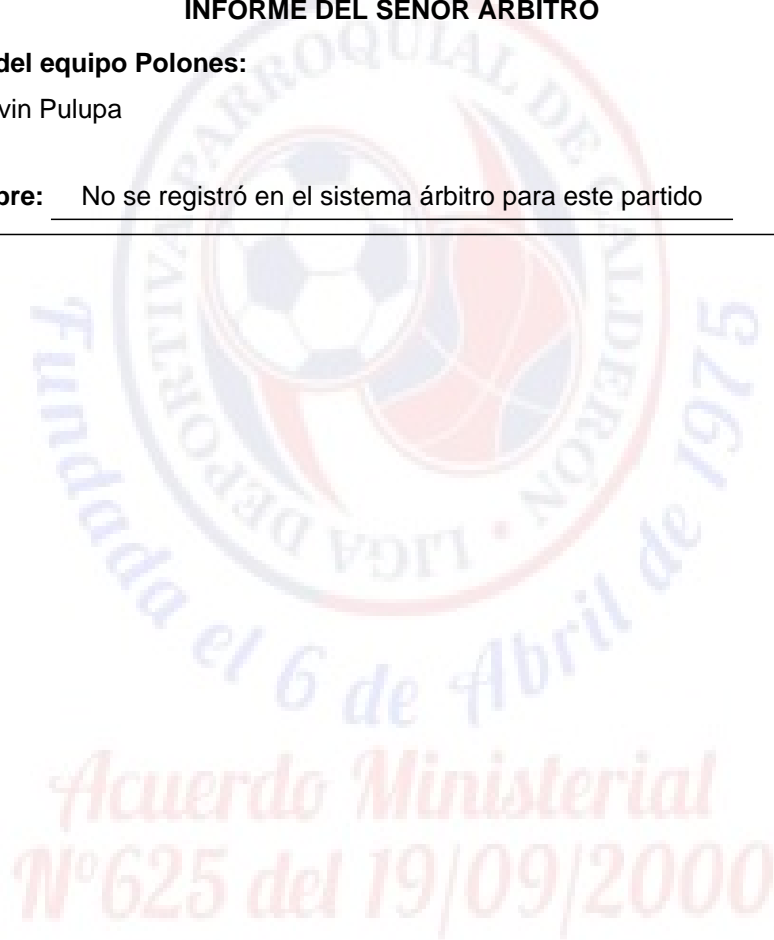 INFORME DEL SEÑOR ÁRBITRO
del equipo Polones:
vin Pulupa
bre: No se registró en el sistema árbitro para este partido
LIGA DEPORTIVA PARROQUIAL DE CALDERÓN
Fundada el 6 de Abril de 1975
Acuerdo Ministerial
N°625 del 19/09/2000